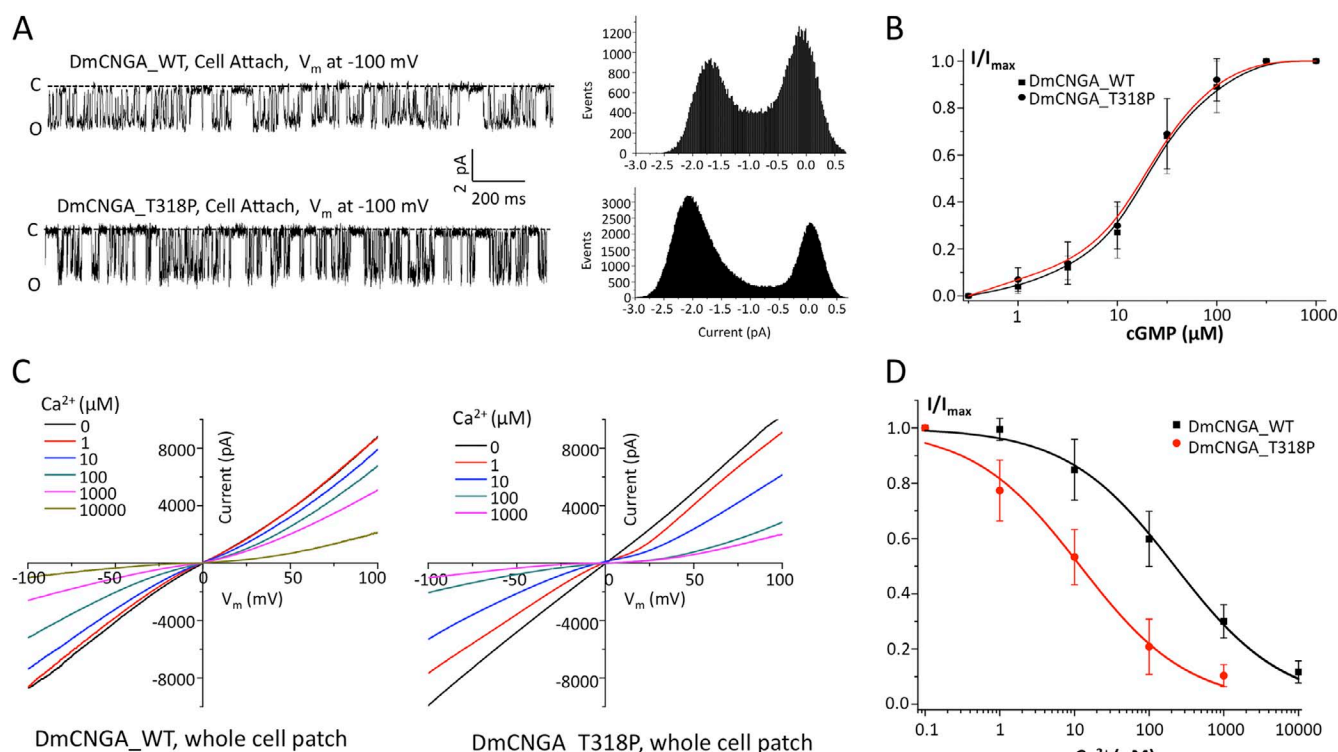 A
DmCNGA_WT, Cell Attach, Vm at -100 mV
C
O
2 pA
200 ms
DmCNGA_T318P, Cell Attach, Vm at -100 mV
C
O
Events
1200
1000
800
600
400
200
0
-3.0 -2.5 -2.0 -1.5 -1.0 -0.5 0.0 0.5
Events
3000
2500
2000
1500
1000
500
0
-3.0 -2.5 -2.0 -1.5 -1.0 -0.5 0.0 0.5
Current (pA)
B
I/Imax
DmCNGA_WT
DmCNGA_T318P
1.0
0.8
0.6
0.4
0.2
0.0
1 10 100 1000
cGMP (μM)
C
Ca2+ (μM)
0
1
10
100
1000
10000
Current (pA)
8000
4000
-100 -50 0 50 100
Vm (mV)
-4000
-8000
DmCNGA_WT, whole cell patch
Ca2+ (μM)
0
1
10
100
1000
Current (pA)
8000
4000
-100 -50 0 50 100
Vm (mV)
-4000
-8000
DmCNGA_T318P, whole cell patch
D
I/Imax
DmCNGA_WT
DmCNGA_T318P
1.0
0.8
0.6
0.4
0.2
0.0
0.1 1 10 100 1000 10000